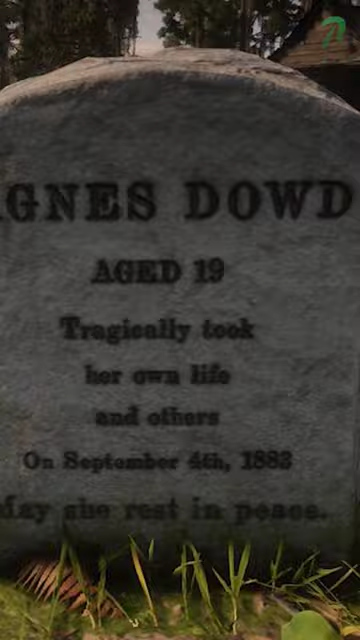 GNES DOWD
AGED 19
Tragically took
her own life
and others
On September 4th, 1883
May she rest in peace.